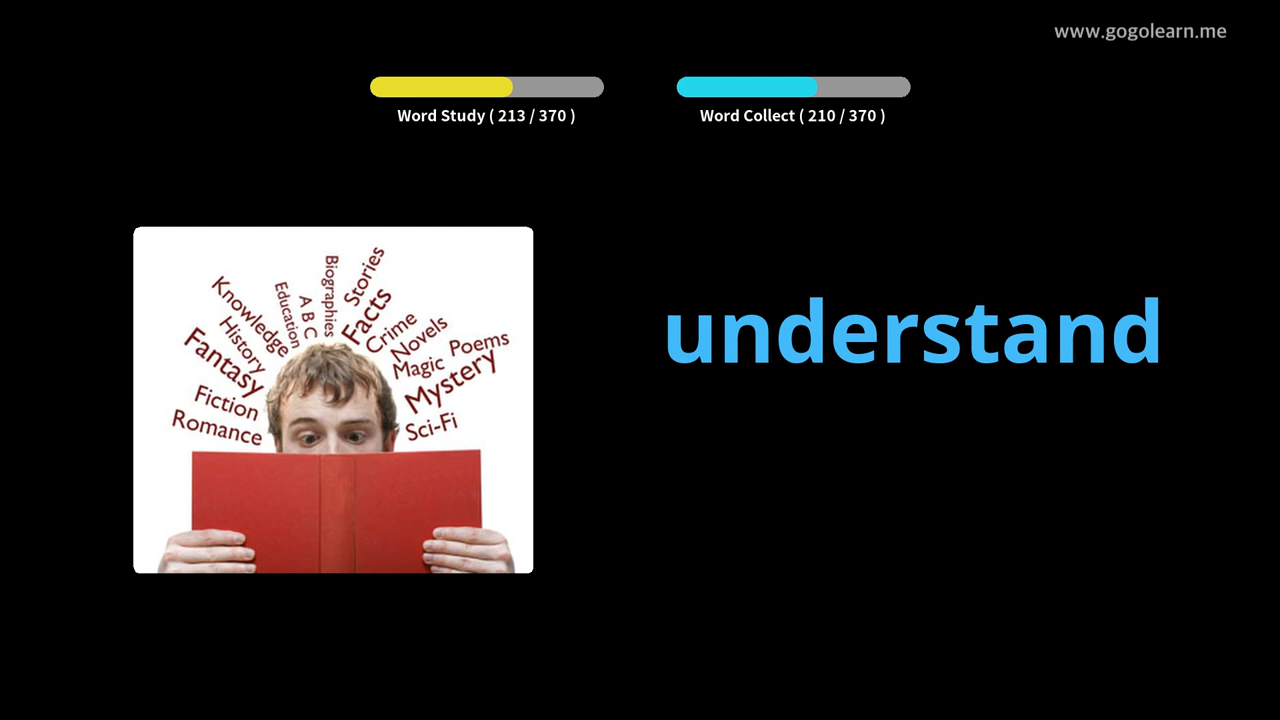 www.gogolearn.me
Word Study ( 213 / 370 )
Word Collect ( 210 / 370 )
understand
Knowledge
Education
A B C
Biographies
Stories
History
Facts
Crime
Novels
Fantasy
Magic
Poems
Mystery
Fiction
Romance
Sci-Fi